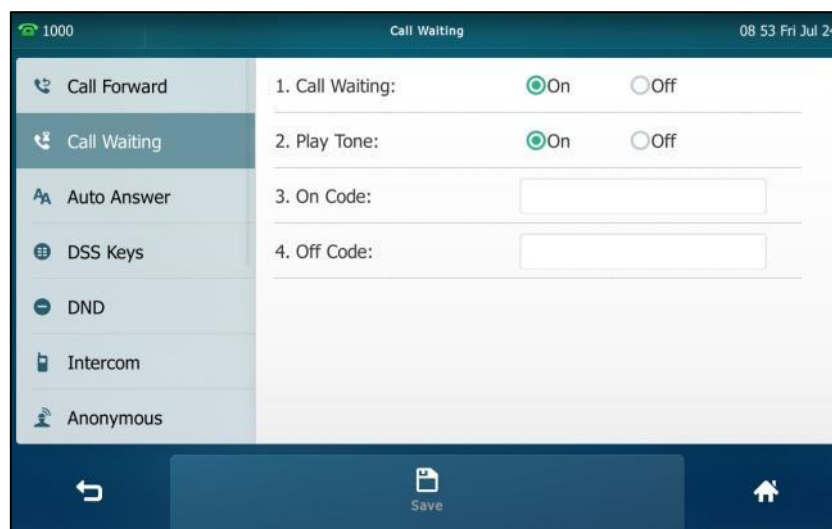 1000 Call Waiting 08 53 Fri Jul 24
Call Forward
Call Waiting
Auto Answer
DSS Keys
DND
Intercom
Anonymous
1. Call Waiting: On Off
2. Play Tone: On Off
3. On Code:
4. Off Code:
Save